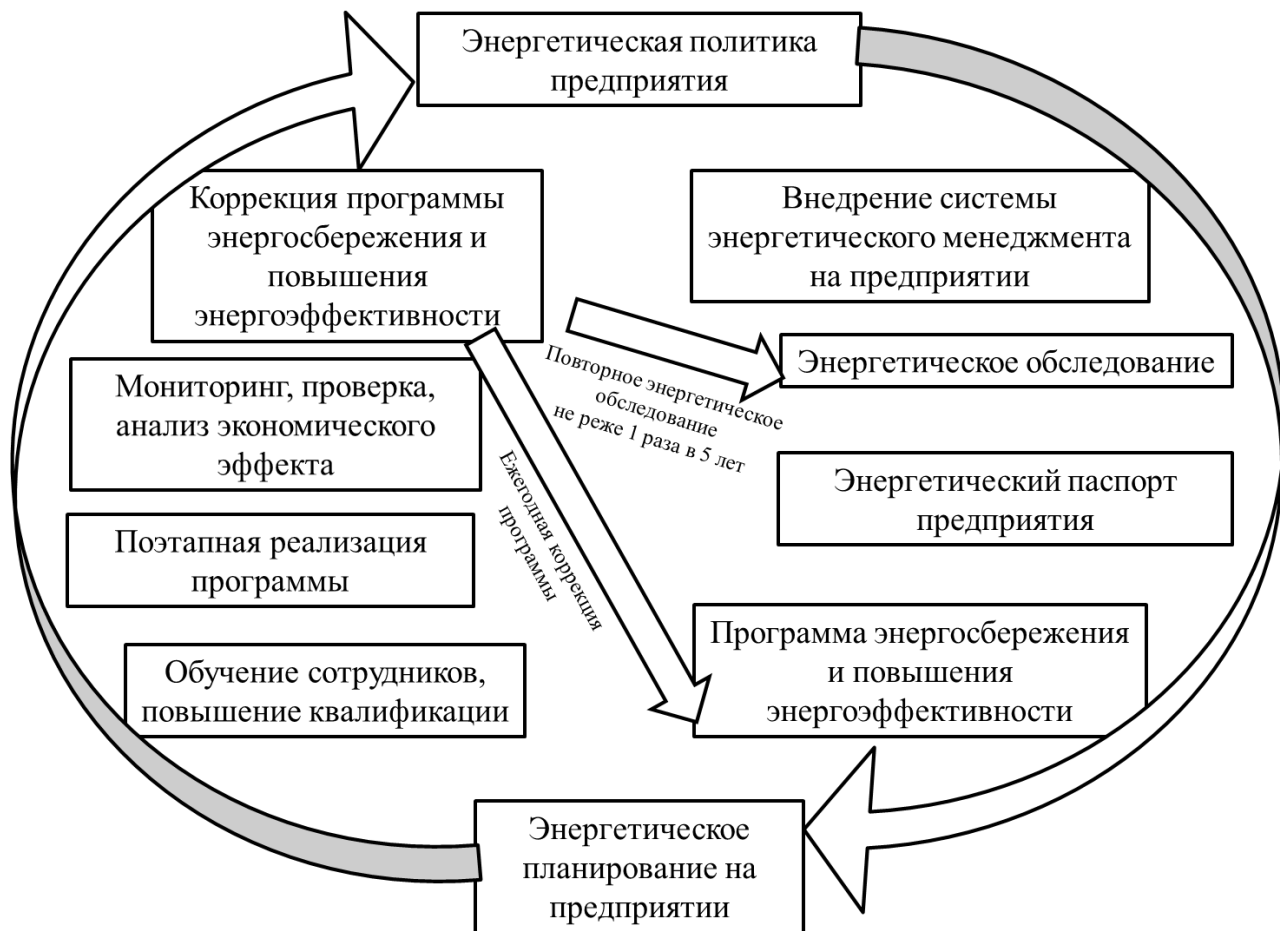 Энергетическая политика
предприятия
Коррекция программы
энергосбережения и
повышения
энергоэффективности
Внедрение системы
энергетического менеджмента
на предприятии
Повторное энергетическое
обследование
не реже 1 раза в 5 лет
Энергетическое обследование
Мониторинг, проверка,
анализ экономического
эффекта
Ежегодная коррекция
программы
Энергетический паспорт
предприятия
Поэтапная реализация
программы
Программа энергосбережения
и повышения
энергоэффективности
Обучение сотрудников,
повышение квалификации
Энергетическое
планирование на
предприятии